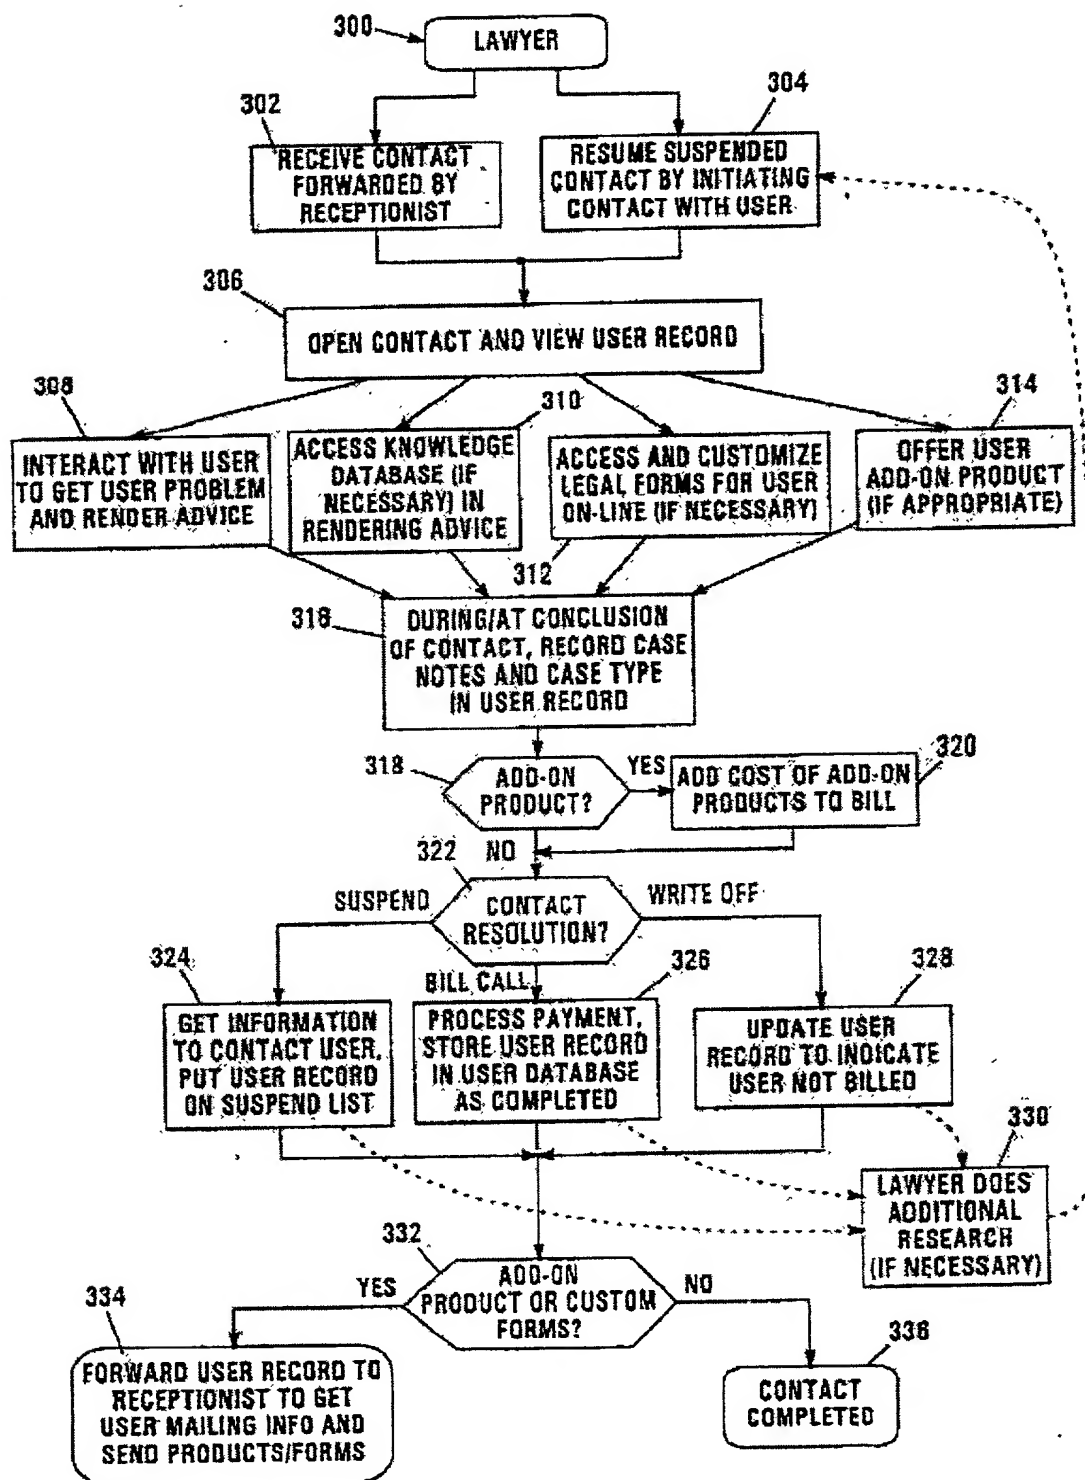 300
LAWYER
302
304
RECEIVE CONTACT
FORWARDED BY
RECEPTIONIST
RESUME SUSPENDED
CONTACT BY INITIATING
CONTACT WITH USER
306
OPEN CONTACT AND VIEW USER RECORD
308
310
314
INTERACT WITH USER
TO GET USER PROBLEM
AND RENDER ADVICE
ACCESS KNOWLEDGE
DATABASE (IF
NECESSARY) IN
RENDERING ADVICE
ACCESS AND CUSTOMIZE
LEGAL FORMS FOR USER
ON-LINE (IF NECESSARY)
OFFER USER
ADD-ON PRODUCT
(IF APPROPRIATE)
312
316
DURING/AT CONCLUSION
OF CONTACT, RECORD CASE
NOTES AND CASE TYPE
IN USER RECORD
318
ADD-ON
PRODUCT?
YES
320
ADD COST OF ADD-ON
PRODUCTS TO BILL
NO
322
SUSPEND
CONTACT
RESOLUTION?
WRITE OFF
324
BILL CALL
326
328
GET INFORMATION
TO CONTACT USER,
PUT USER RECORD
ON SUSPEND LIST
PROCESS PAYMENT,
STORE USER RECORD
IN USER DATABASE
AS COMPLETED
UPDATE USER
RECORD TO INDICATE
USER NOT BILLED
330
LAWYER DOES
ADDITIONAL
RESEARCH
(IF NECESSARY)
332
YES
ADD-ON
PRODUCT OR CUSTOM
FORMS?
NO
334
336
FORWARD USER RECORD TO
RECEPTIONIST TO GET
USER MAILING INFO AND
SEND PRODUCTS/FORMS
CONTACT
COMPLETED